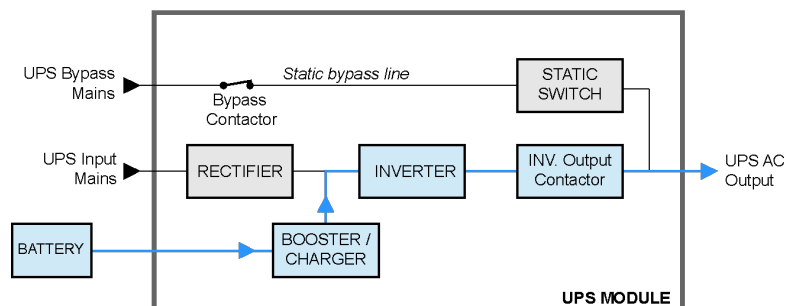 UPS Bypass
Mains
Static bypass line
Bypass
Contactor
STATIC
SWITCH
UPS Input
Mains
RECTIFIER
INVERTER
INV. Output
Contactor
UPS AC
Output
BATTERY
BOOSTER /
CHARGER
UPS MODULE